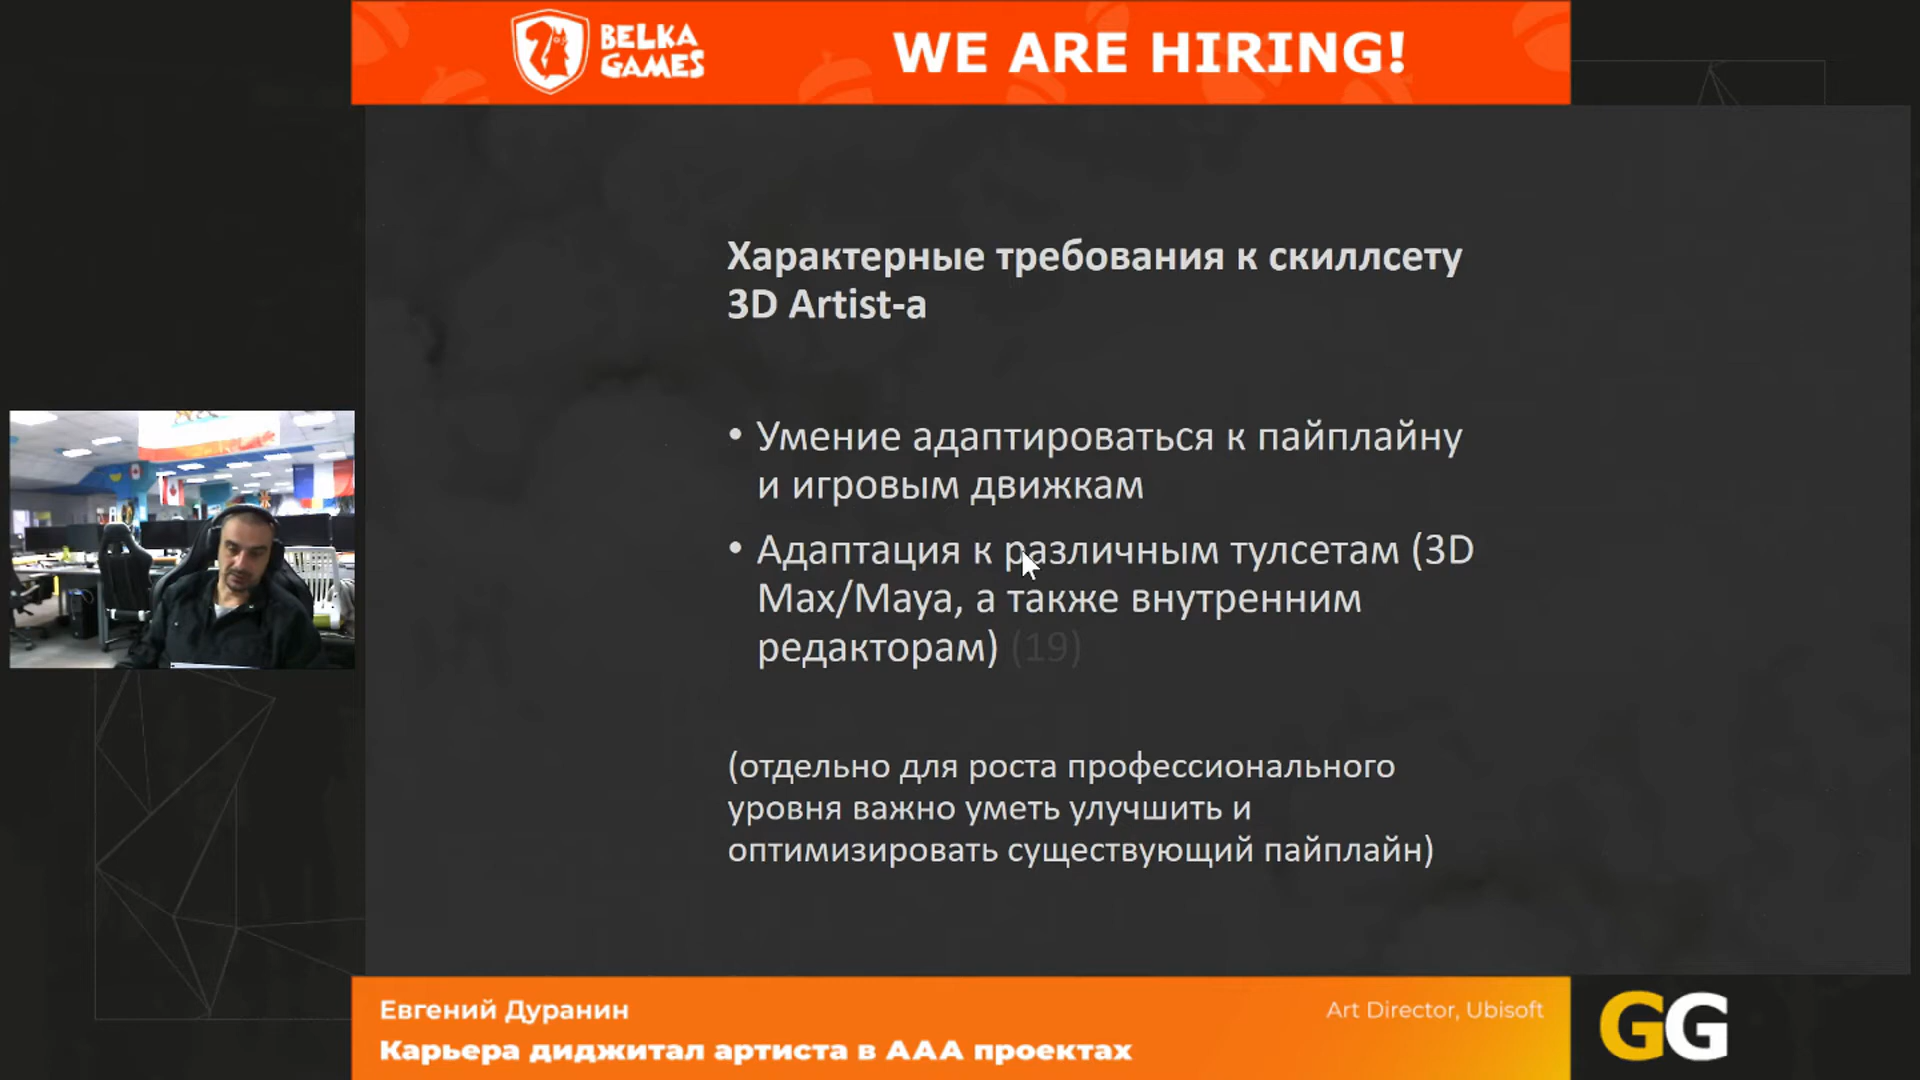 BELKA
GAMES
WE ARE HIRING!
Характерные требования к скиллсету
3D Artist-а
• Умение адаптироваться к пайплайну
и игровым движкам
• Адаптация к различным тулсетам (3D
Max/Maya, а также внутренним
редакторам) (19)
(отдельно для роста профессионального
уровня важно уметь улучшить и
оптимизировать существующий пайплайн)
Евгений Дуранин
Art Director, Ubisoft
Карьера диджитал артиста в ААА проектах
GG